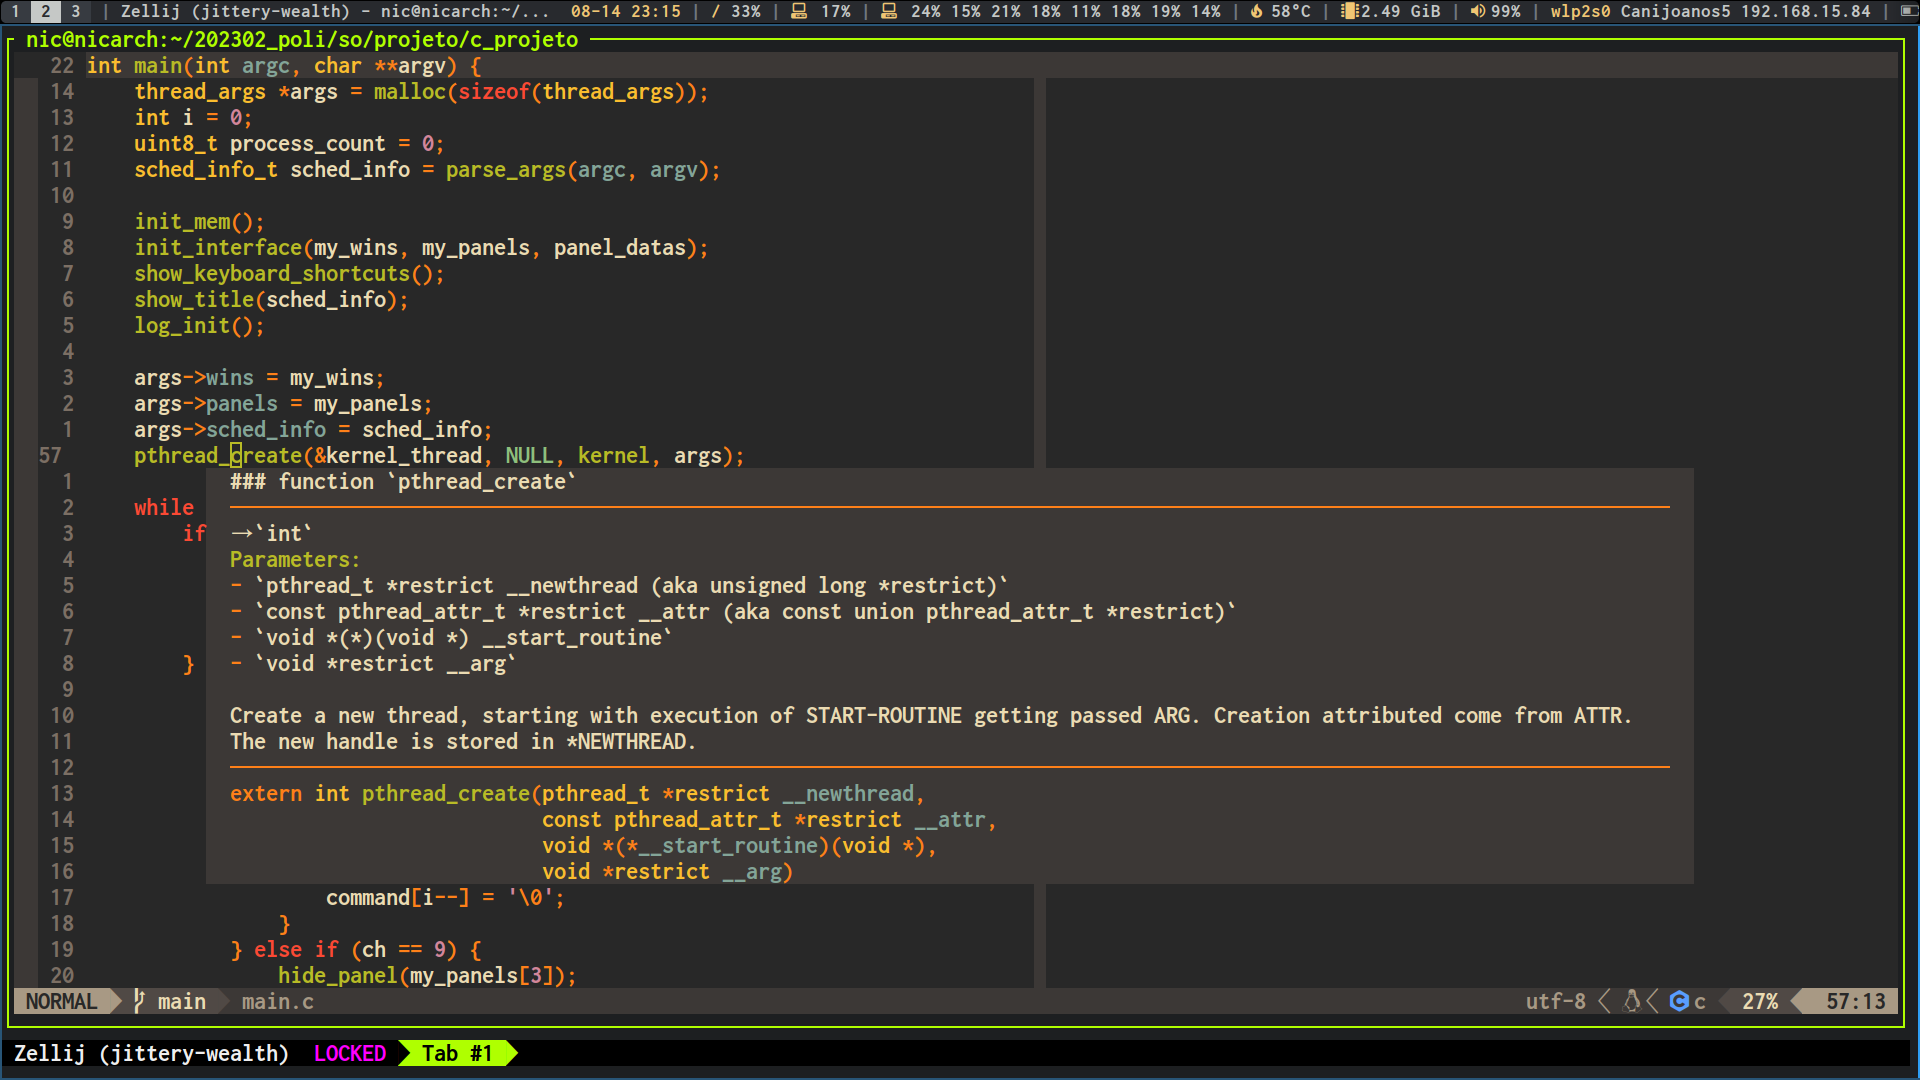 1 2 3 | Zellij (jittery-wealth) - nic@nicarch:~/... 08-14 23:15 | / 33% | 17% | 24% 15% 21% 18% 11% 18% 19% 14% | 58°C | 2.49 GiB | 99% | wlp2s0 Canijoanos5 192.168.15.84 |
nic@nicarch:~/202302_poli/so/projeto/c_projeto
22 int main(int argc, char **argv) {
14     thread_args *args = malloc(sizeof(thread_args));
13     int i = 0;
12     uint8_t process_count = 0;
11     sched_info_t sched_info = parse_args(argc, argv);
10
9     init_mem();
8     init_interface(my_wins, my_panels, panel_datas);
7     show_keyboard_shortcuts();
6     show_title(sched_info);
5     log_init();
4
3     args->wins = my_wins;
2     args->panels = my_panels;
1     args->sched_info = sched_info;
57     pthread_create(&kernel_thread, NULL, kernel, args);
1     ### function `pthread_create`
2     while
3         if →`int`
4     Parameters:
5     - `pthread_t *restrict __newthread (aka unsigned long *restrict)`
6     - `const pthread_attr_t *restrict __attr (aka const union pthread_attr_t *restrict)`
7     - `void *(*)(void *) __start_routine`
8         } - `void *restrict __arg`
9
10     Create a new thread, starting with execution of START-ROUTINE getting passed ARG. Creation attributed come from ATTR.
11     The new handle is stored in *NEWTHREAD.
12
13     extern int pthread_create(pthread_t *restrict __newthread,
14     const pthread_attr_t *restrict __attr,
15     void *(*__start_routine)(void *),
16     void *restrict __arg)
17     command[i--] = '\0';
18     }
19     } else if (ch == 9) {
20     hide_panel(my_panels[3]);
NORMAL main main.c utf-8 c 27% 57:13
Zellij (jittery-wealth) LOCKED Tab #1